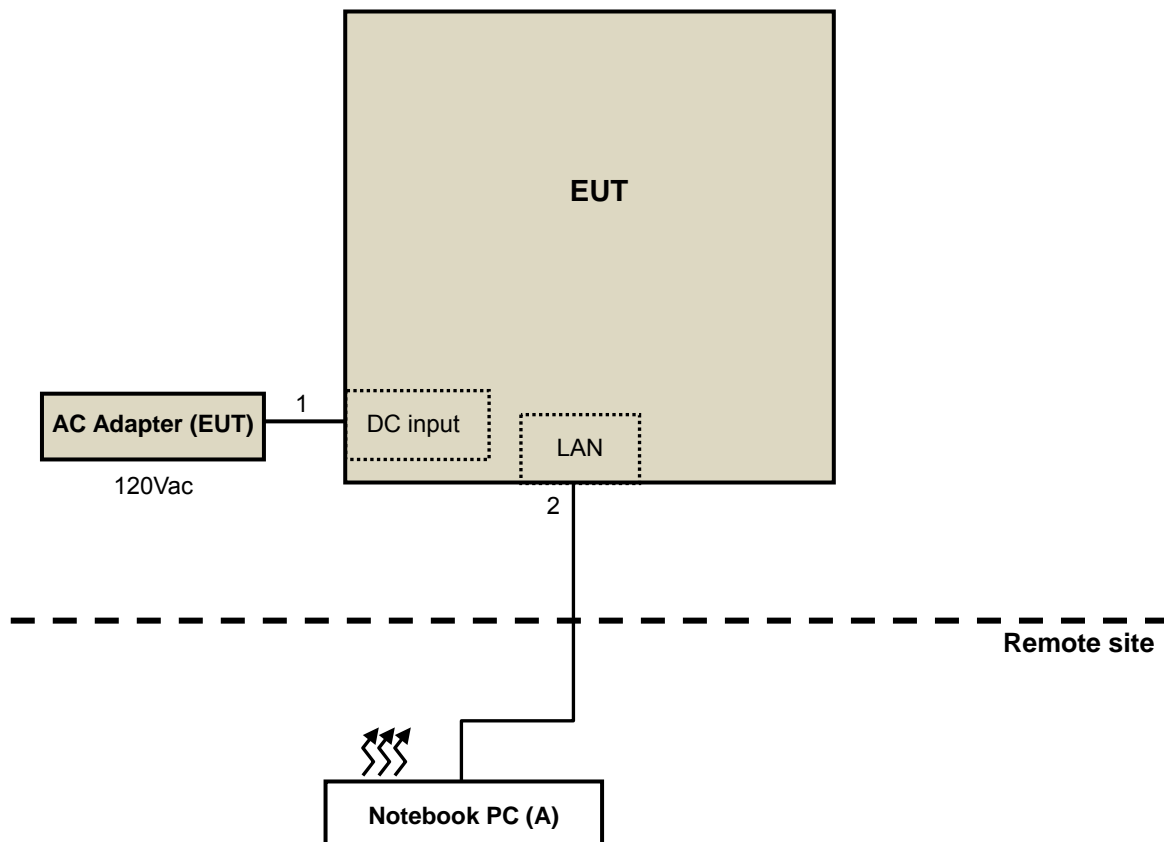 EUT
1
DC input
AC Adapter (EUT)
LAN
120Vac
2
Remote site
Notebook PC (A)